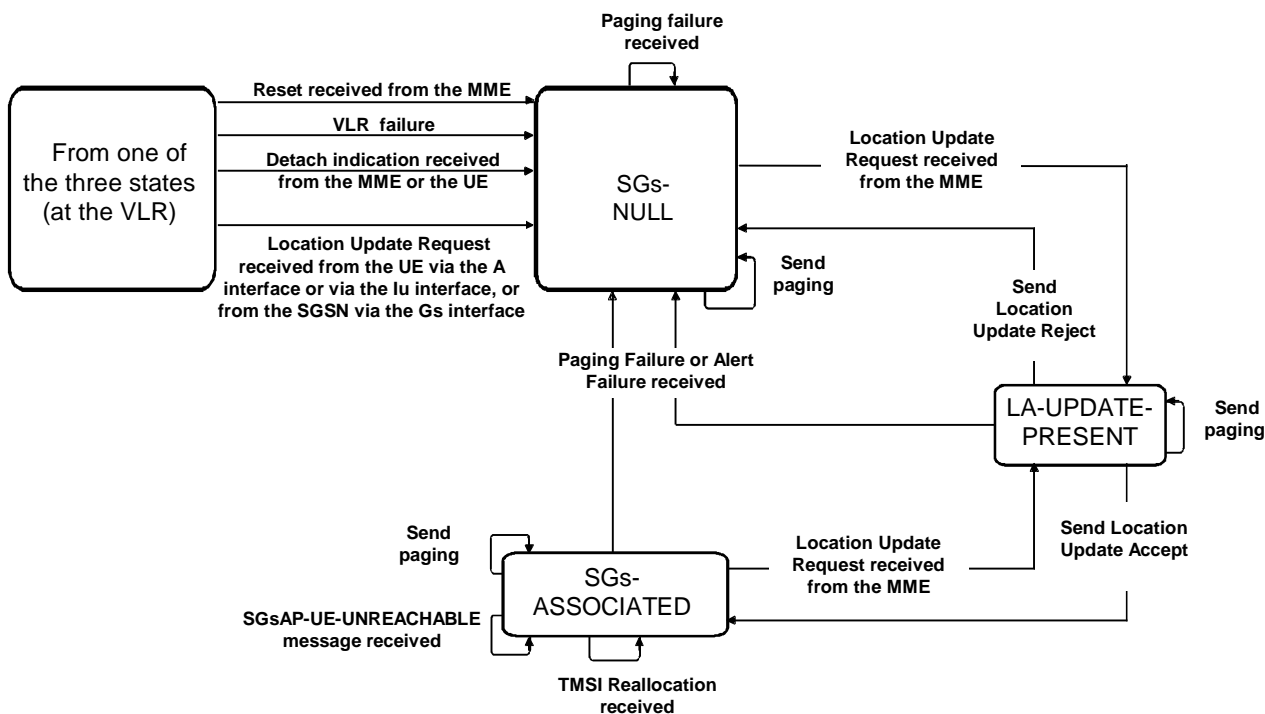 Paging failure
received
Reset received from the MME
VLR failure
Detach indication received
from the MME or the UE
Location Update Request
received from the UE via the A
interface or via the Iu interface, or
from the SGSN via the Gs interface
From one of
the three states
(at the VLR)
SGs-
NULL
Location Update
Request received
from the MME
Send
paging
Send
Location
Update Reject
Paging Failure or Alert
Failure received
LA-UPDATE-
PRESENT
Send
paging
Send
paging
SGs-
ASSOCIATED
Location Update
Request received
from the MME
Send Location
Update Accept
SGsAP-UE-UNREACHABLE
message received
TMSI Reallocation
received